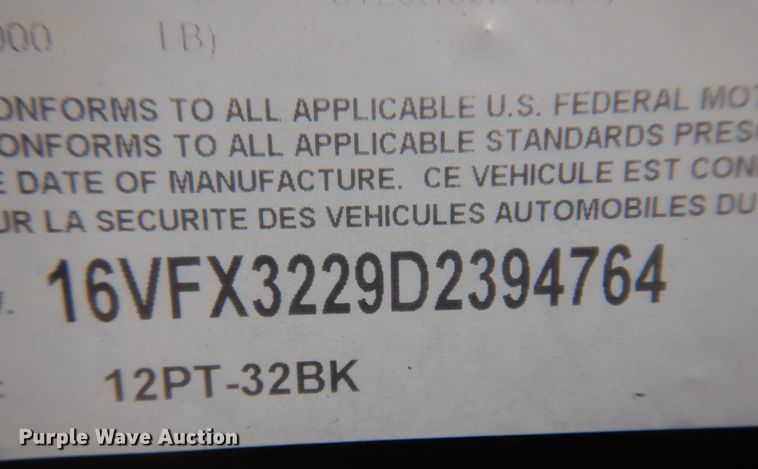 000 LB)
ONFORMS TO ALL APPLICABLE U.S. FEDERAL MOT
ONFORMS TO ALL APPLICABLE STANDARDS PRES
E DATE OF MANUFACTURE. CE VEHICULE EST CON
UR LA SECURITE DES VEHICULES AUTOMOBILES DU
16VFX3229D2394764
12PT-32BK
Purple Wave Auction